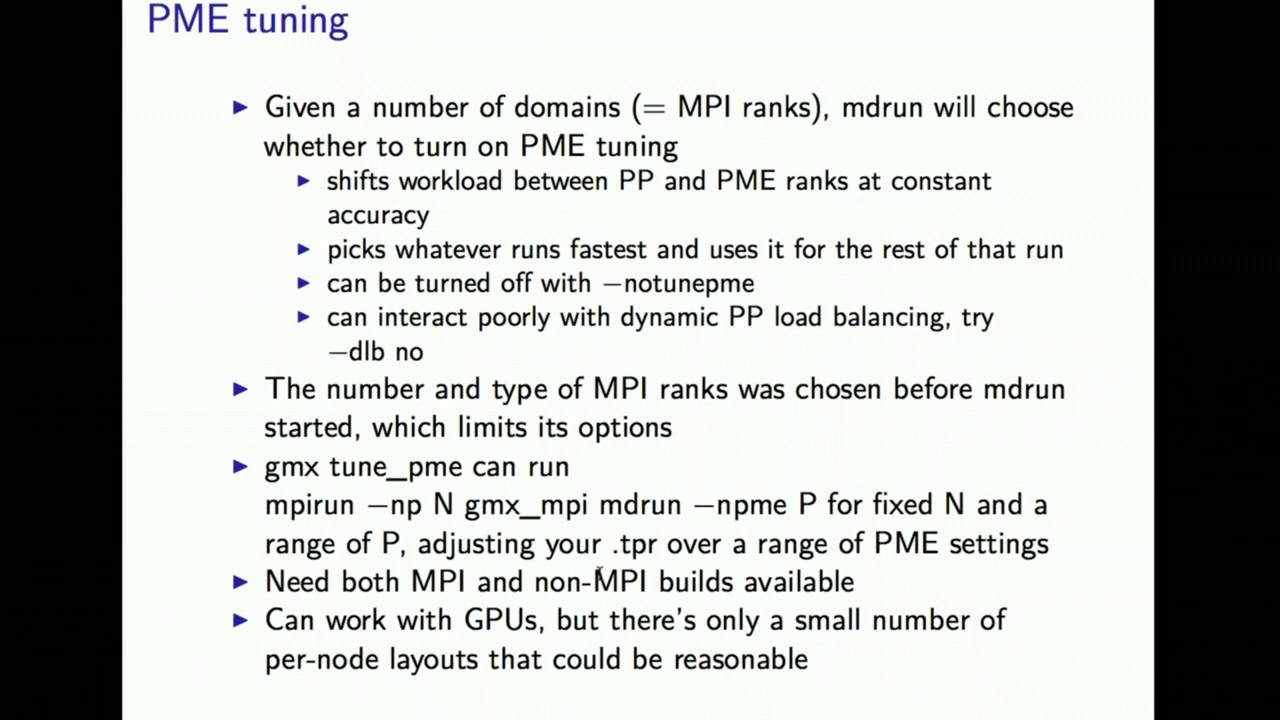 PME tuning
▶ Given a number of domains (= MPI ranks), mdrun will choose
whether to turn on PME tuning
▶ shifts workload between PP and PME ranks at constant
accuracy
▶ picks whatever runs fastest and uses it for the rest of that run
▶ can be turned off with −notunepme
▶ can interact poorly with dynamic PP load balancing, try
−dlb no
▶ The number and type of MPI ranks was chosen before mdrun
started, which limits its options
▶ gmx tune_pme can run
mpirun −np N gmx_mpi mdrun −npme P for fixed N and a
range of P, adjusting your .tpr over a range of PME settings
▶ Need both MPI and non-MPI builds available
▶ Can work with GPUs, but there's only a small number of
per-node layouts that could be reasonable